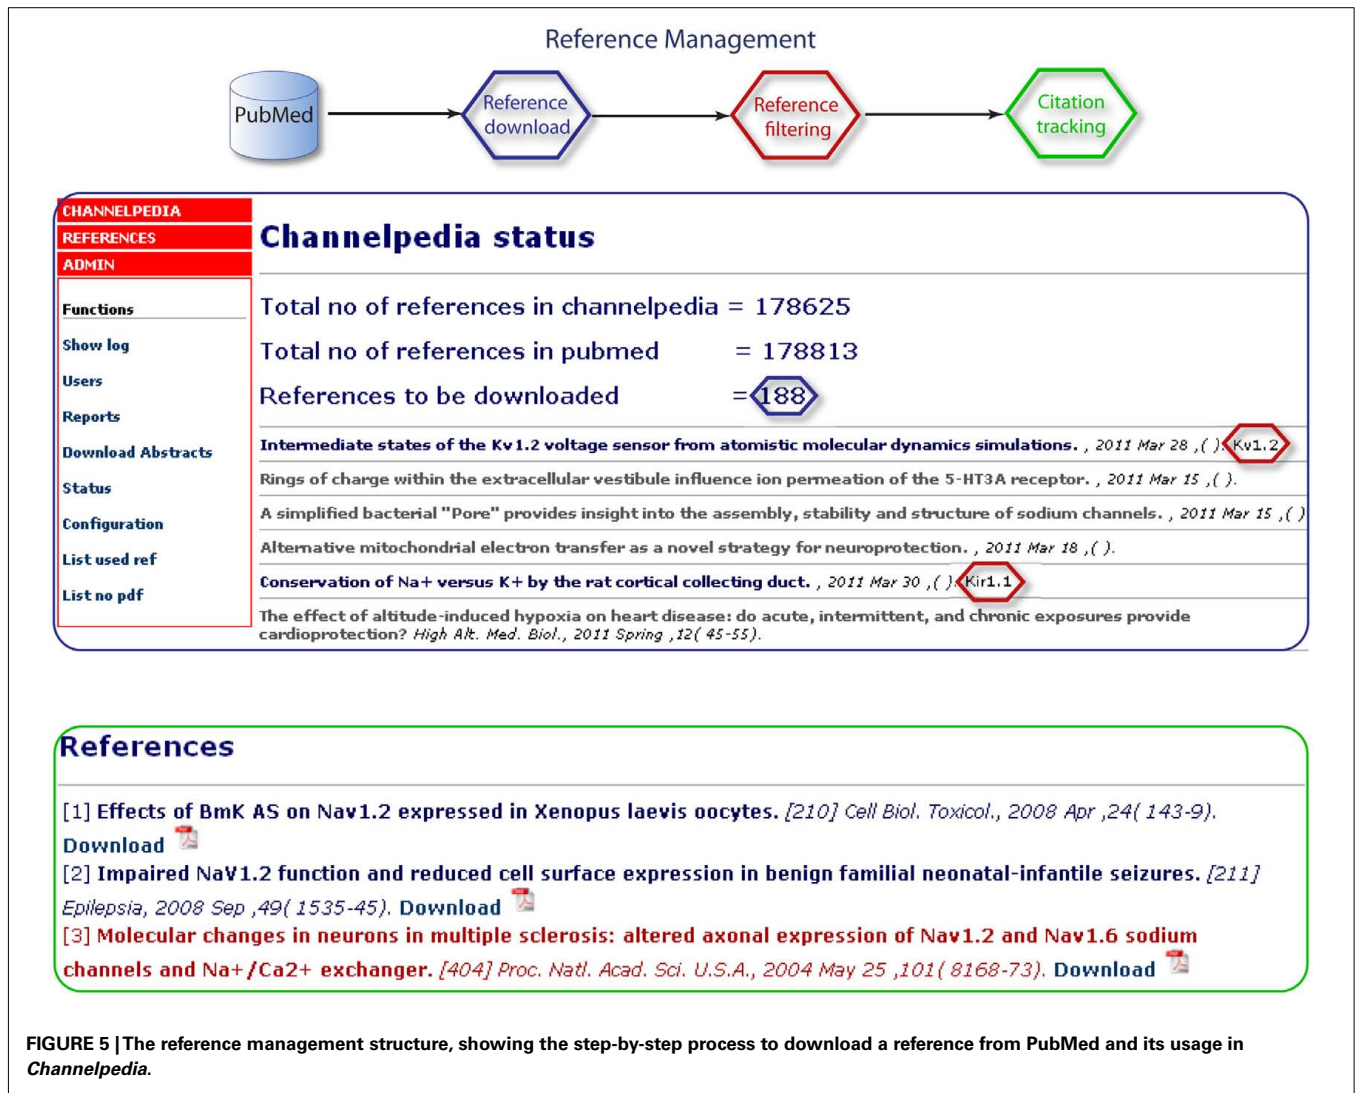 Reference Management
PubMed
Reference
download
Reference
filtering
Citation
tracking
CHANNELPEDIA
REFERENCES
ADMIN
Functions
Show log
Users
Reports
Download Abstracts
Status
Configuration
List used ref
List no pdf
Channelpedia status
Total no of references in channelpedia = 178625
Total no of references in pubmed = 178813
References to be downloaded = 188
Intermediate states of the Kv1.2 voltage sensor from atomistic molecular dynamics simulations. , 2011 Mar 28 ,( ). Kv1.2
Rings of charge within the extracellular vestibule influence ion permeation of the 5-HT3A receptor. , 2011 Mar 15 ,( ).
A simplified bacterial "Pore" provides insight into the assembly, stability and structure of sodium channels. , 2011 Mar 15 ,( )
Alternative mitochondrial electron transfer as a novel strategy for neuroprotection. , 2011 Mar 18 ,( ).
Conservation of Na+ versus K+ by the rat cortical collecting duct. , 2011 Mar 30 ,( ). Kir1.1
The effect of altitude-induced hypoxia on heart disease: do acute, intermittent, and chronic exposures provide
cardioprotection? High Alt. Med. Biol., 2011 Spring ,12( 45-55).
References
[1] Effects of BmK AS on Nav1.2 expressed in Xenopus laevis oocytes. [210] Cell Biol. Toxicol., 2008 Apr ,24( 143-9).
Download
[2] Impaired NaV1.2 function and reduced cell surface expression in benign familial neonatal-infantile seizures. [211]
Epilepsia, 2008 Sep ,49( 1535-45). Download
[3] Molecular changes in neurons in multiple sclerosis: altered axonal expression of Nav1.2 and Nav1.6 sodium
channels and Na+/Ca2+ exchanger. [404] Proc. Natl. Acad. Sci. U.S.A., 2004 May 25 ,101( 8168-73). Download
FIGURE 5 | The reference management structure, showing the step-by-step process to download a reference from PubMed and its usage in
Channelpedia.